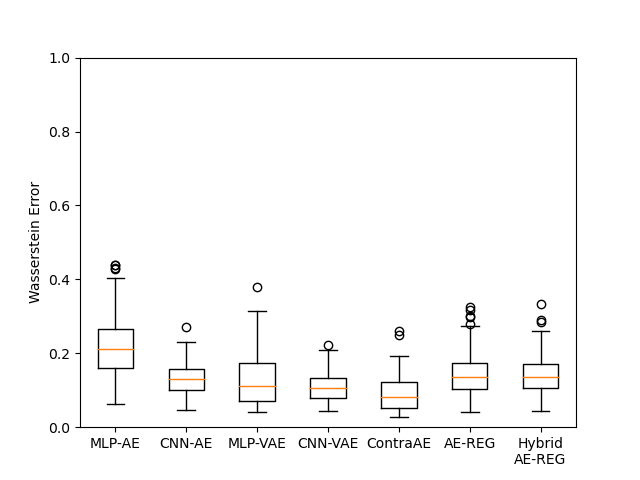 1.0
0.8
0.6
0.4
0.2
0.0
Wasserstein Error
MLP-AE
CNN-AE
MLP-VAE
CNN-VAE
ContraAE
AE-REG
Hybrid
AE-REG